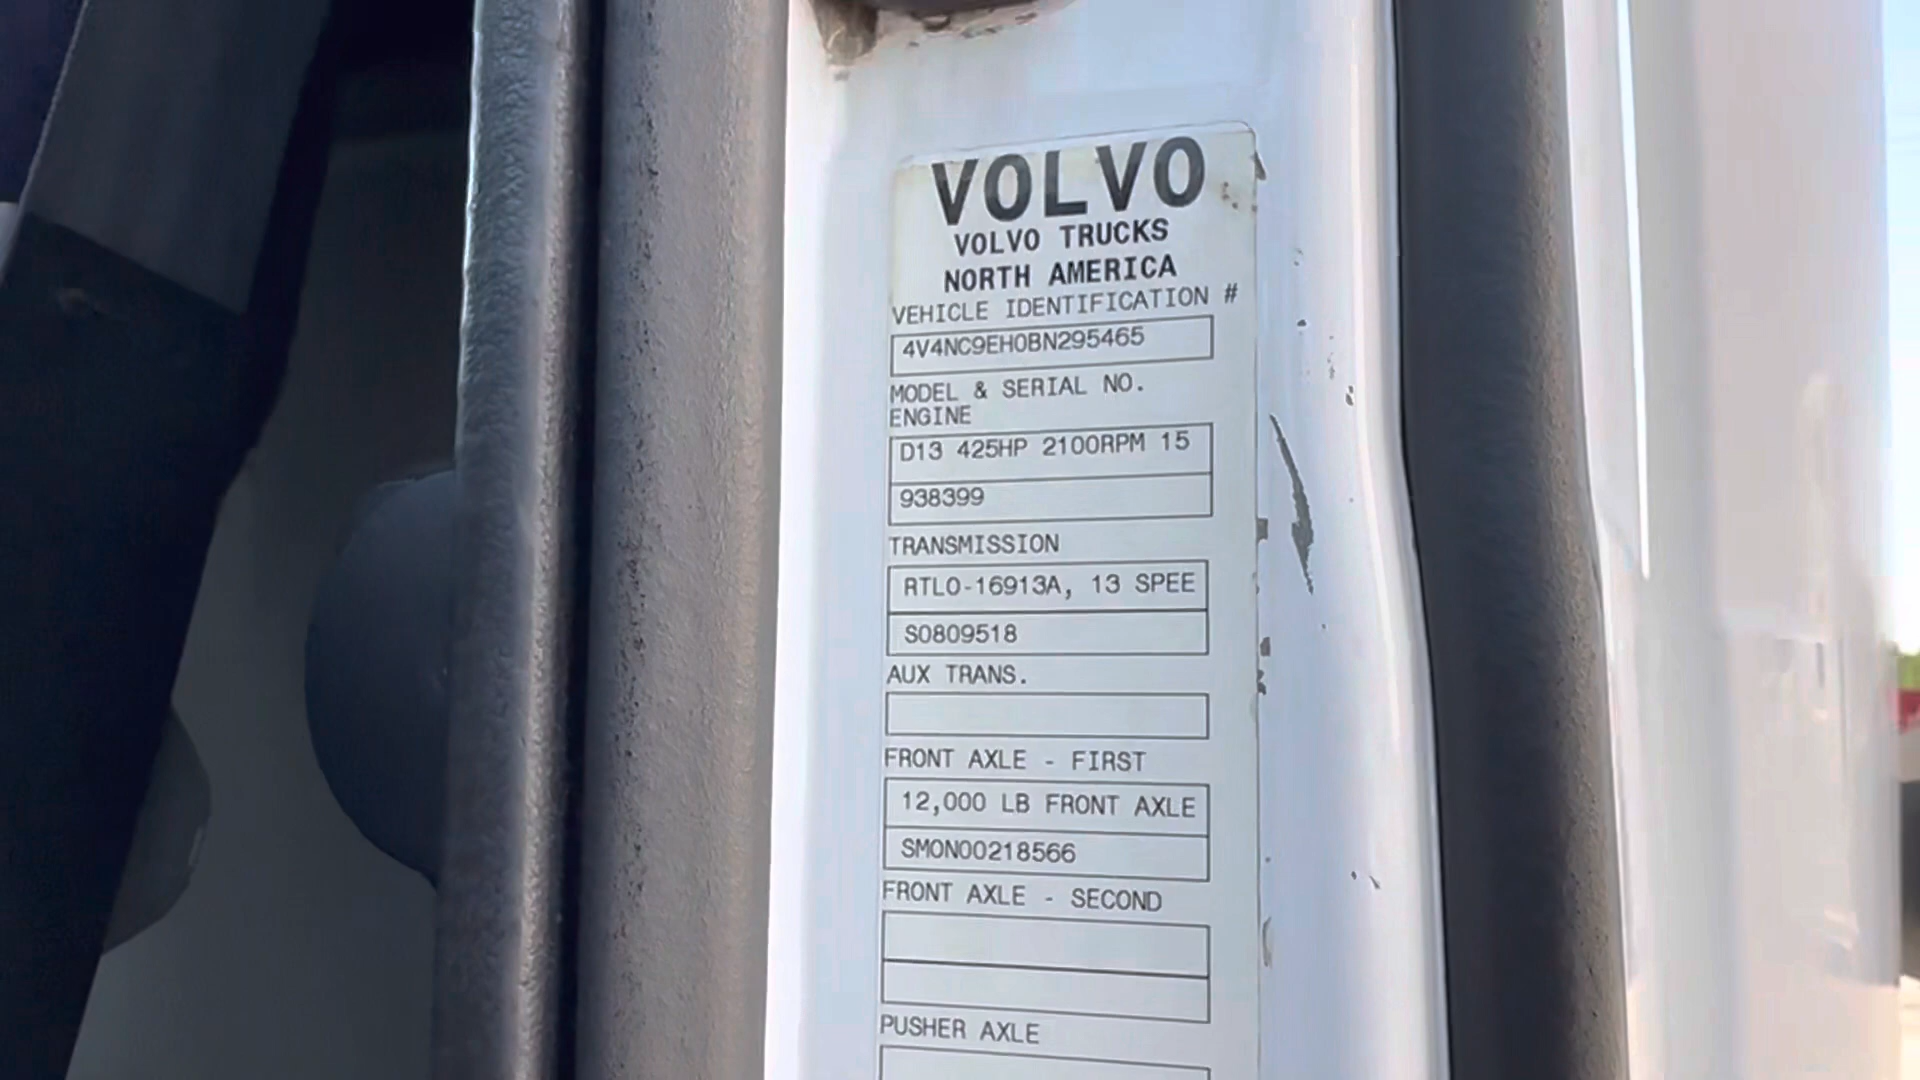 VOLVO
VOLVO TRUCKS
NORTH AMERICA
VEHICLE IDENTIFICATION #
4V4NC9EH0BN295465
MODEL & SERIAL NO.
ENGINE
D13 425HP 2100RPM 15
938399
TRANSMISSION
RTLO-16913A, 13 SPEE
S0809518
AUX TRANS.
FRONT AXLE - FIRST
12,000 LB FRONT AXLE
SMON00218566
FRONT AXLE - SECOND
PUSHER AXLE